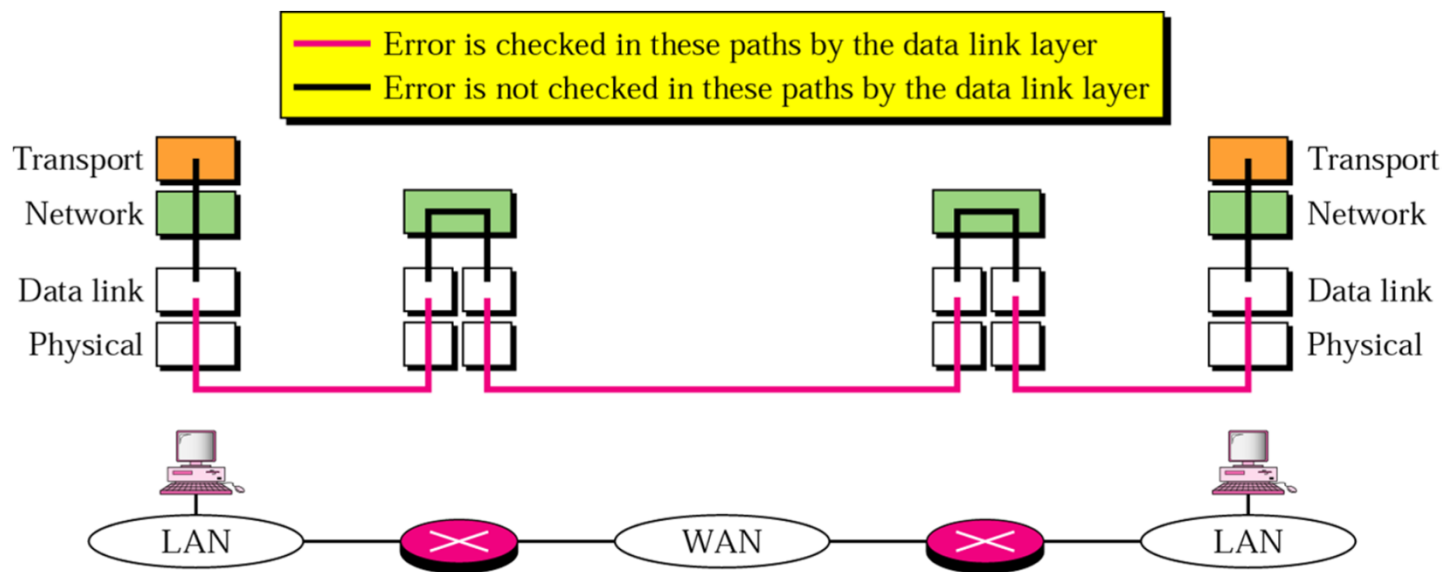 Error is checked in these paths by the data link layer
Error is not checked in these paths by the data link layer
Transport
Transport
Network
Network
Data link
Data link
Physical
Physical
LAN
WAN
LAN